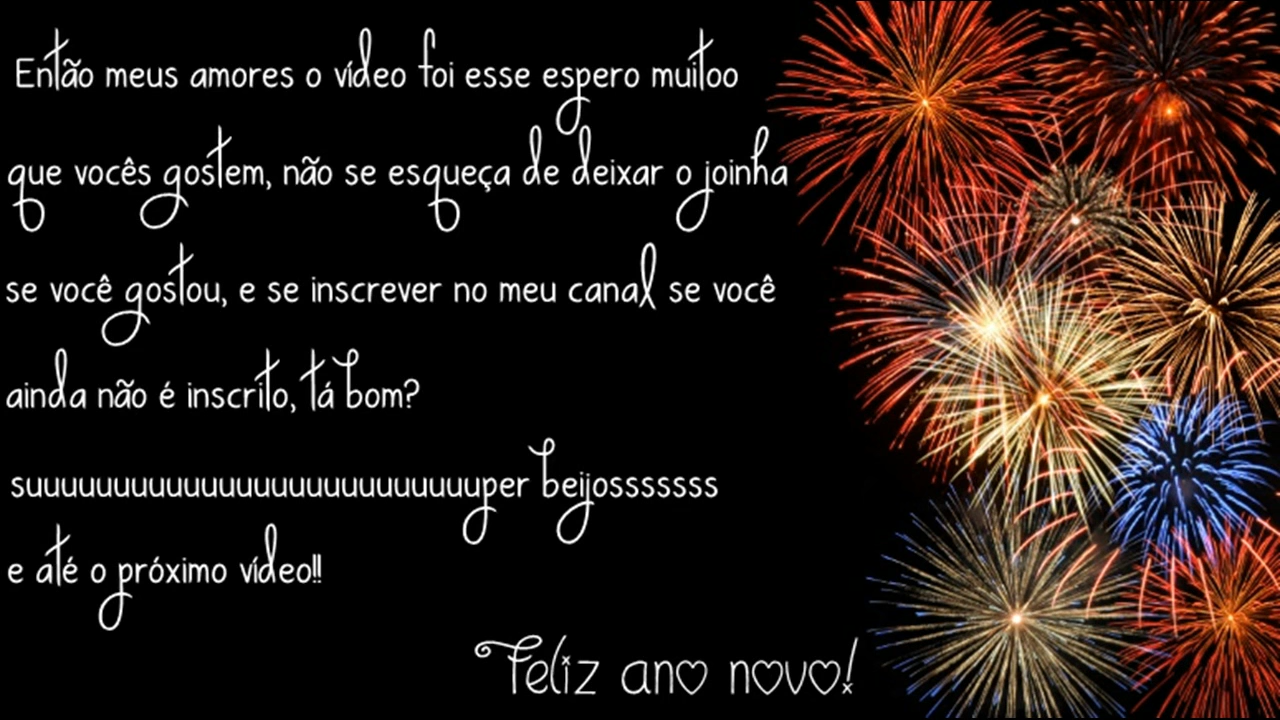 Então meus amores o vídeo foi esse espero muitoo
que vocês gostem, não se esqueça de deixar o joinha
se você gostou, e se inscrever no meu canal se você
ainda não é inscrito, tá bom?
suuuuuuuuuuuuuuuuuuuuuuuuuuper beijosssssss
e até o próximo vídeo!!
Feliz ano novo!